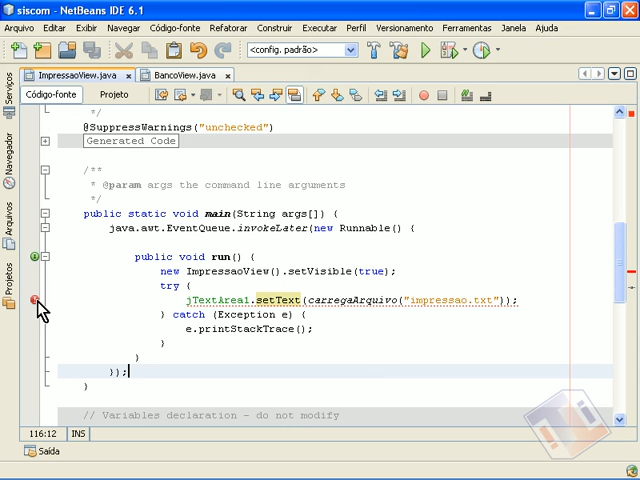 siscom - NetBeans IDE 6.1
Arquivo Editar Navegar Código-fonte Refatorar Construir Executar Perfil Versionamento Ferramentas Janela Ajuda
<config. padrão>
ImpressaoView.java BancoView.java
Código-fonte Projeto
Serviços
Navegador
Arquivos
Projetos
*/
@SuppressWarnings("unchecked")
Generated Code
/**
* @param args the command line arguments
*/
public static void main(String args[]) {
java.awt.EventQueue.invokeLater(new Runnable() {
public void run() {
new ImpressaoView().setVisible(true);
try {
jTextArea1.setText(carregaArquivo("impressao.txt"));
} catch (Exception e) {
e.printStackTrace();
}
}
});
}
// Variables declaration - do not modify
116:12 INS
Saída